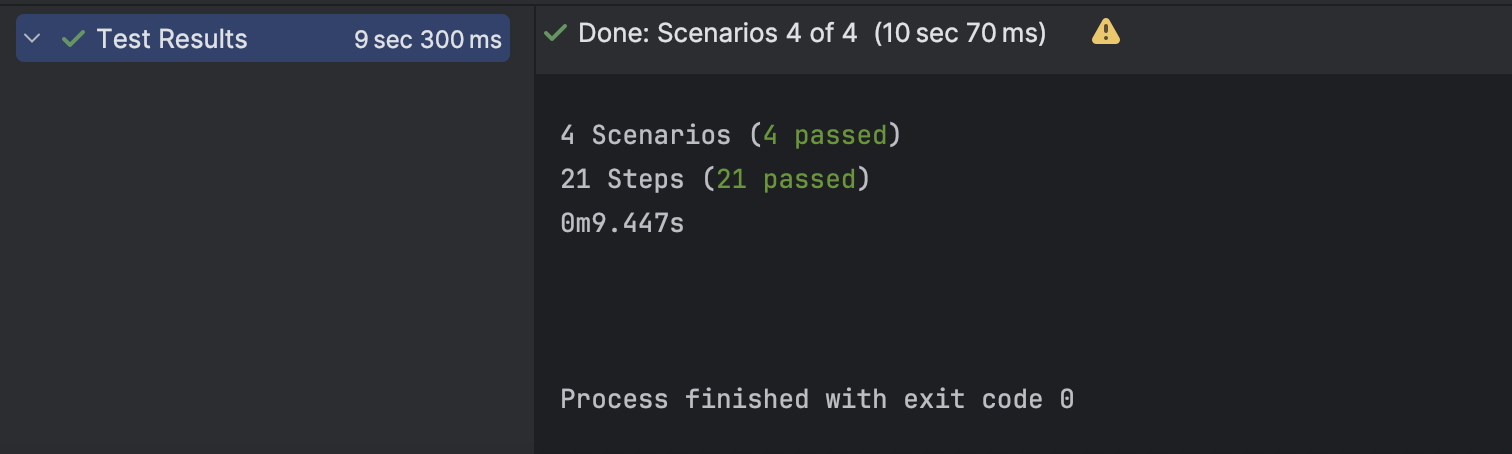 Test Results 9 sec 300 ms
Done: Scenarios 4 of 4 (10 sec 70 ms)
4 Scenarios (4 passed)
21 Steps (21 passed)
0m9.447s
Process finished with exit code 0